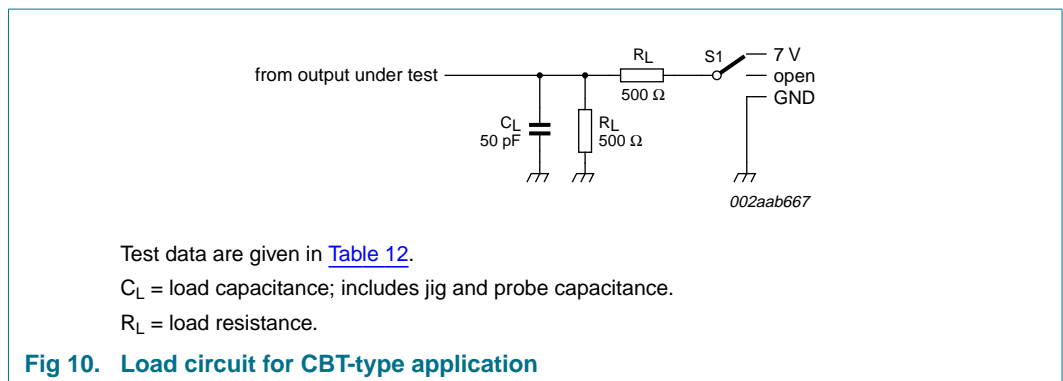 from output under test
RL
500 Ω
S1
7 V
open
GND
CL
50 pF
RL
500 Ω
002aab667
Test data are given in Table 12.
CL = load capacitance; includes jig and probe capacitance.
RL = load resistance.
Fig 10. Load circuit for CBT-type application